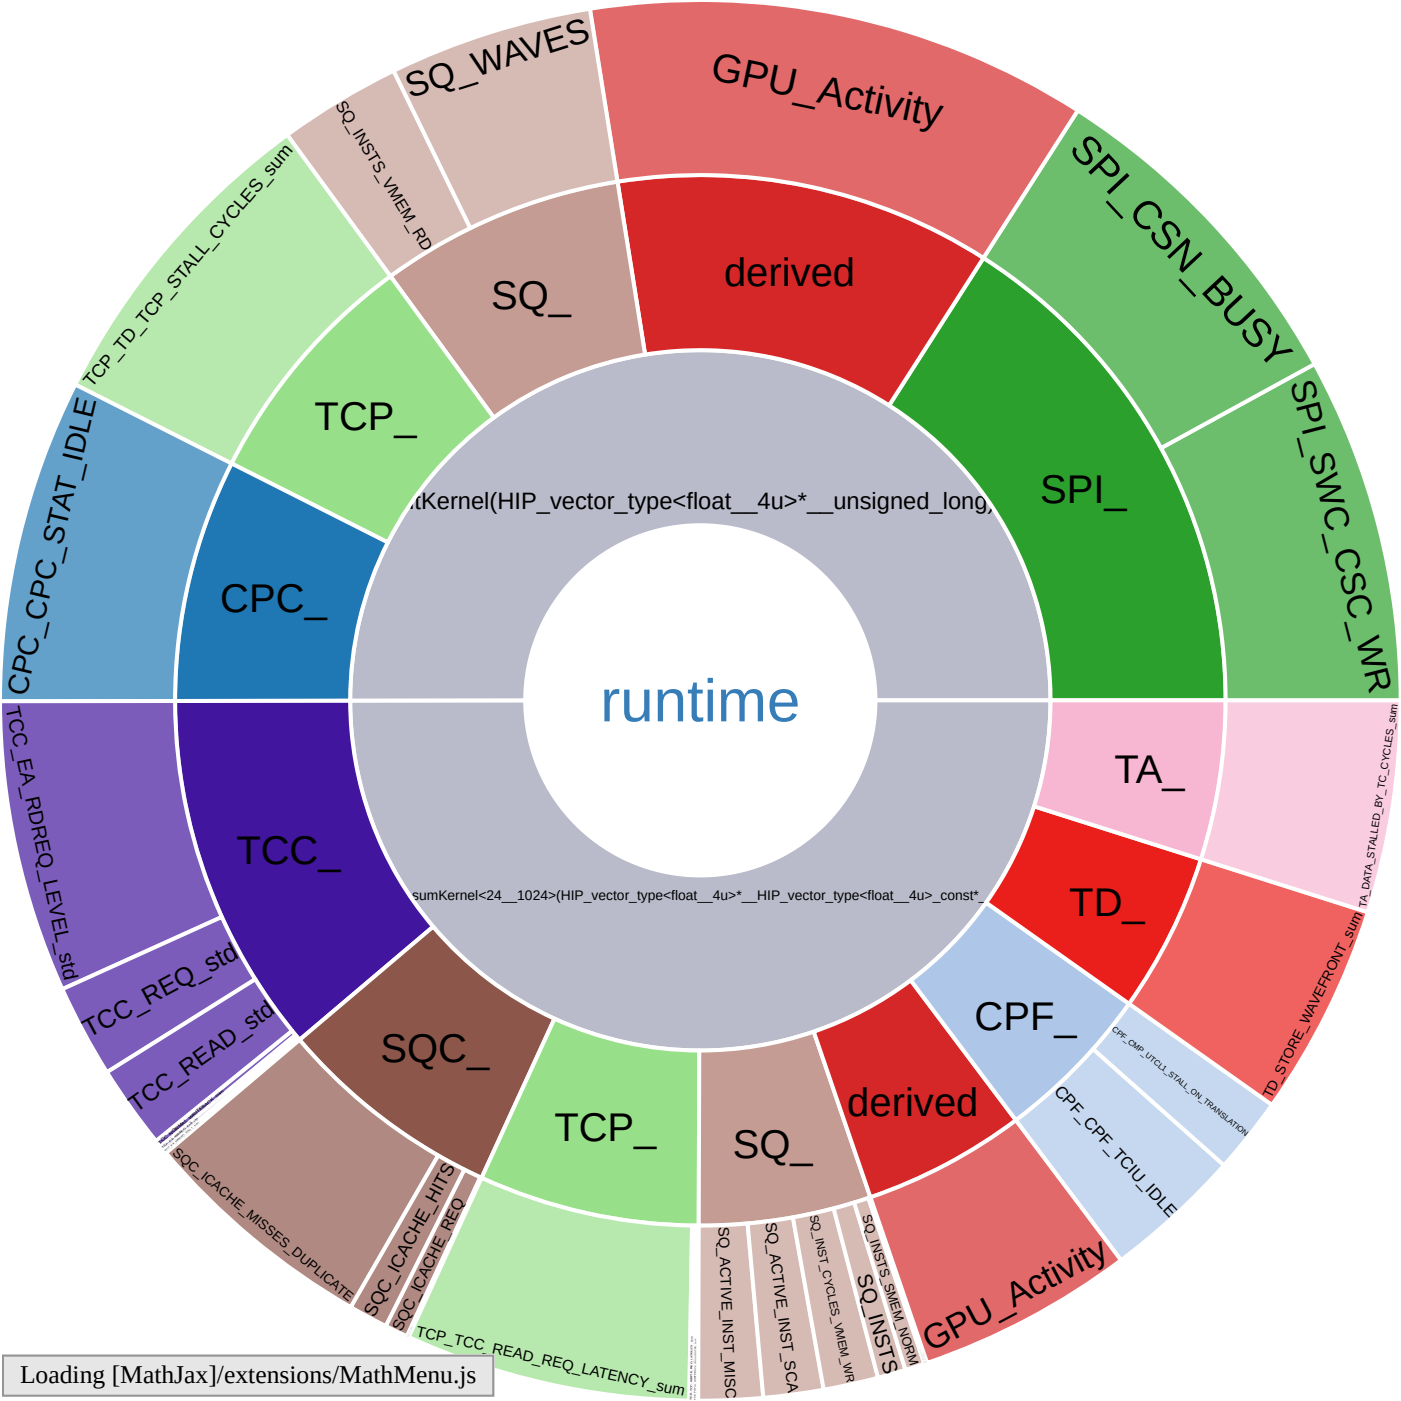 SQ_WAVES
GPU_Activity
SQ_INSTS_VMEM_RD
SPI_CSN_BUSY
TCP_TD_TCP_STALL_CYCLES_sum
derived
SQ_
SPI_SWC_CSC_WR
TCP_
CPC_CPC_STAT_IDLE
SPI_
itKernel(HIP_vector_type<float__4u>*__unsigned_long)
CPC_
runtime
TA_
TA_DATA_STALLED_BY_TC_CYCLES_sum
TCC_EA_RDREQ_LEVEL_std
TCC_
sumKernel<24__1024>(HIP_vector_type<float__4u>*__HIP_vector_type<float__4u>_const*_
TD_
TD_STORE_WAVEFRONT_sum
TCC_REQ_std
CPF_
TCC_READ_std
SQC_
CPF_CMP_UTCL1_STALL_ON_TRANSLATION
derived
TCP_
SQ_
CPF_CPF_TCIU_IDLE
SQC_ICACHE_MISSES_DUPLICATE
SQC_ICACHE_HITS
SQC_ICACHE_REQ
TCP_TCC_READ_REQ_LATENCY_sum
SQ_ACTIVE_INST_MISC
SQ_ACTIVE_INST_SCA
SQ_INST_CYCLES_VMEM_WR
SQ_INSTS
SQ_INSTS_SMEM_NORM
GPU_Activity
Loading [MathJax]/extensions/MathMenu.js